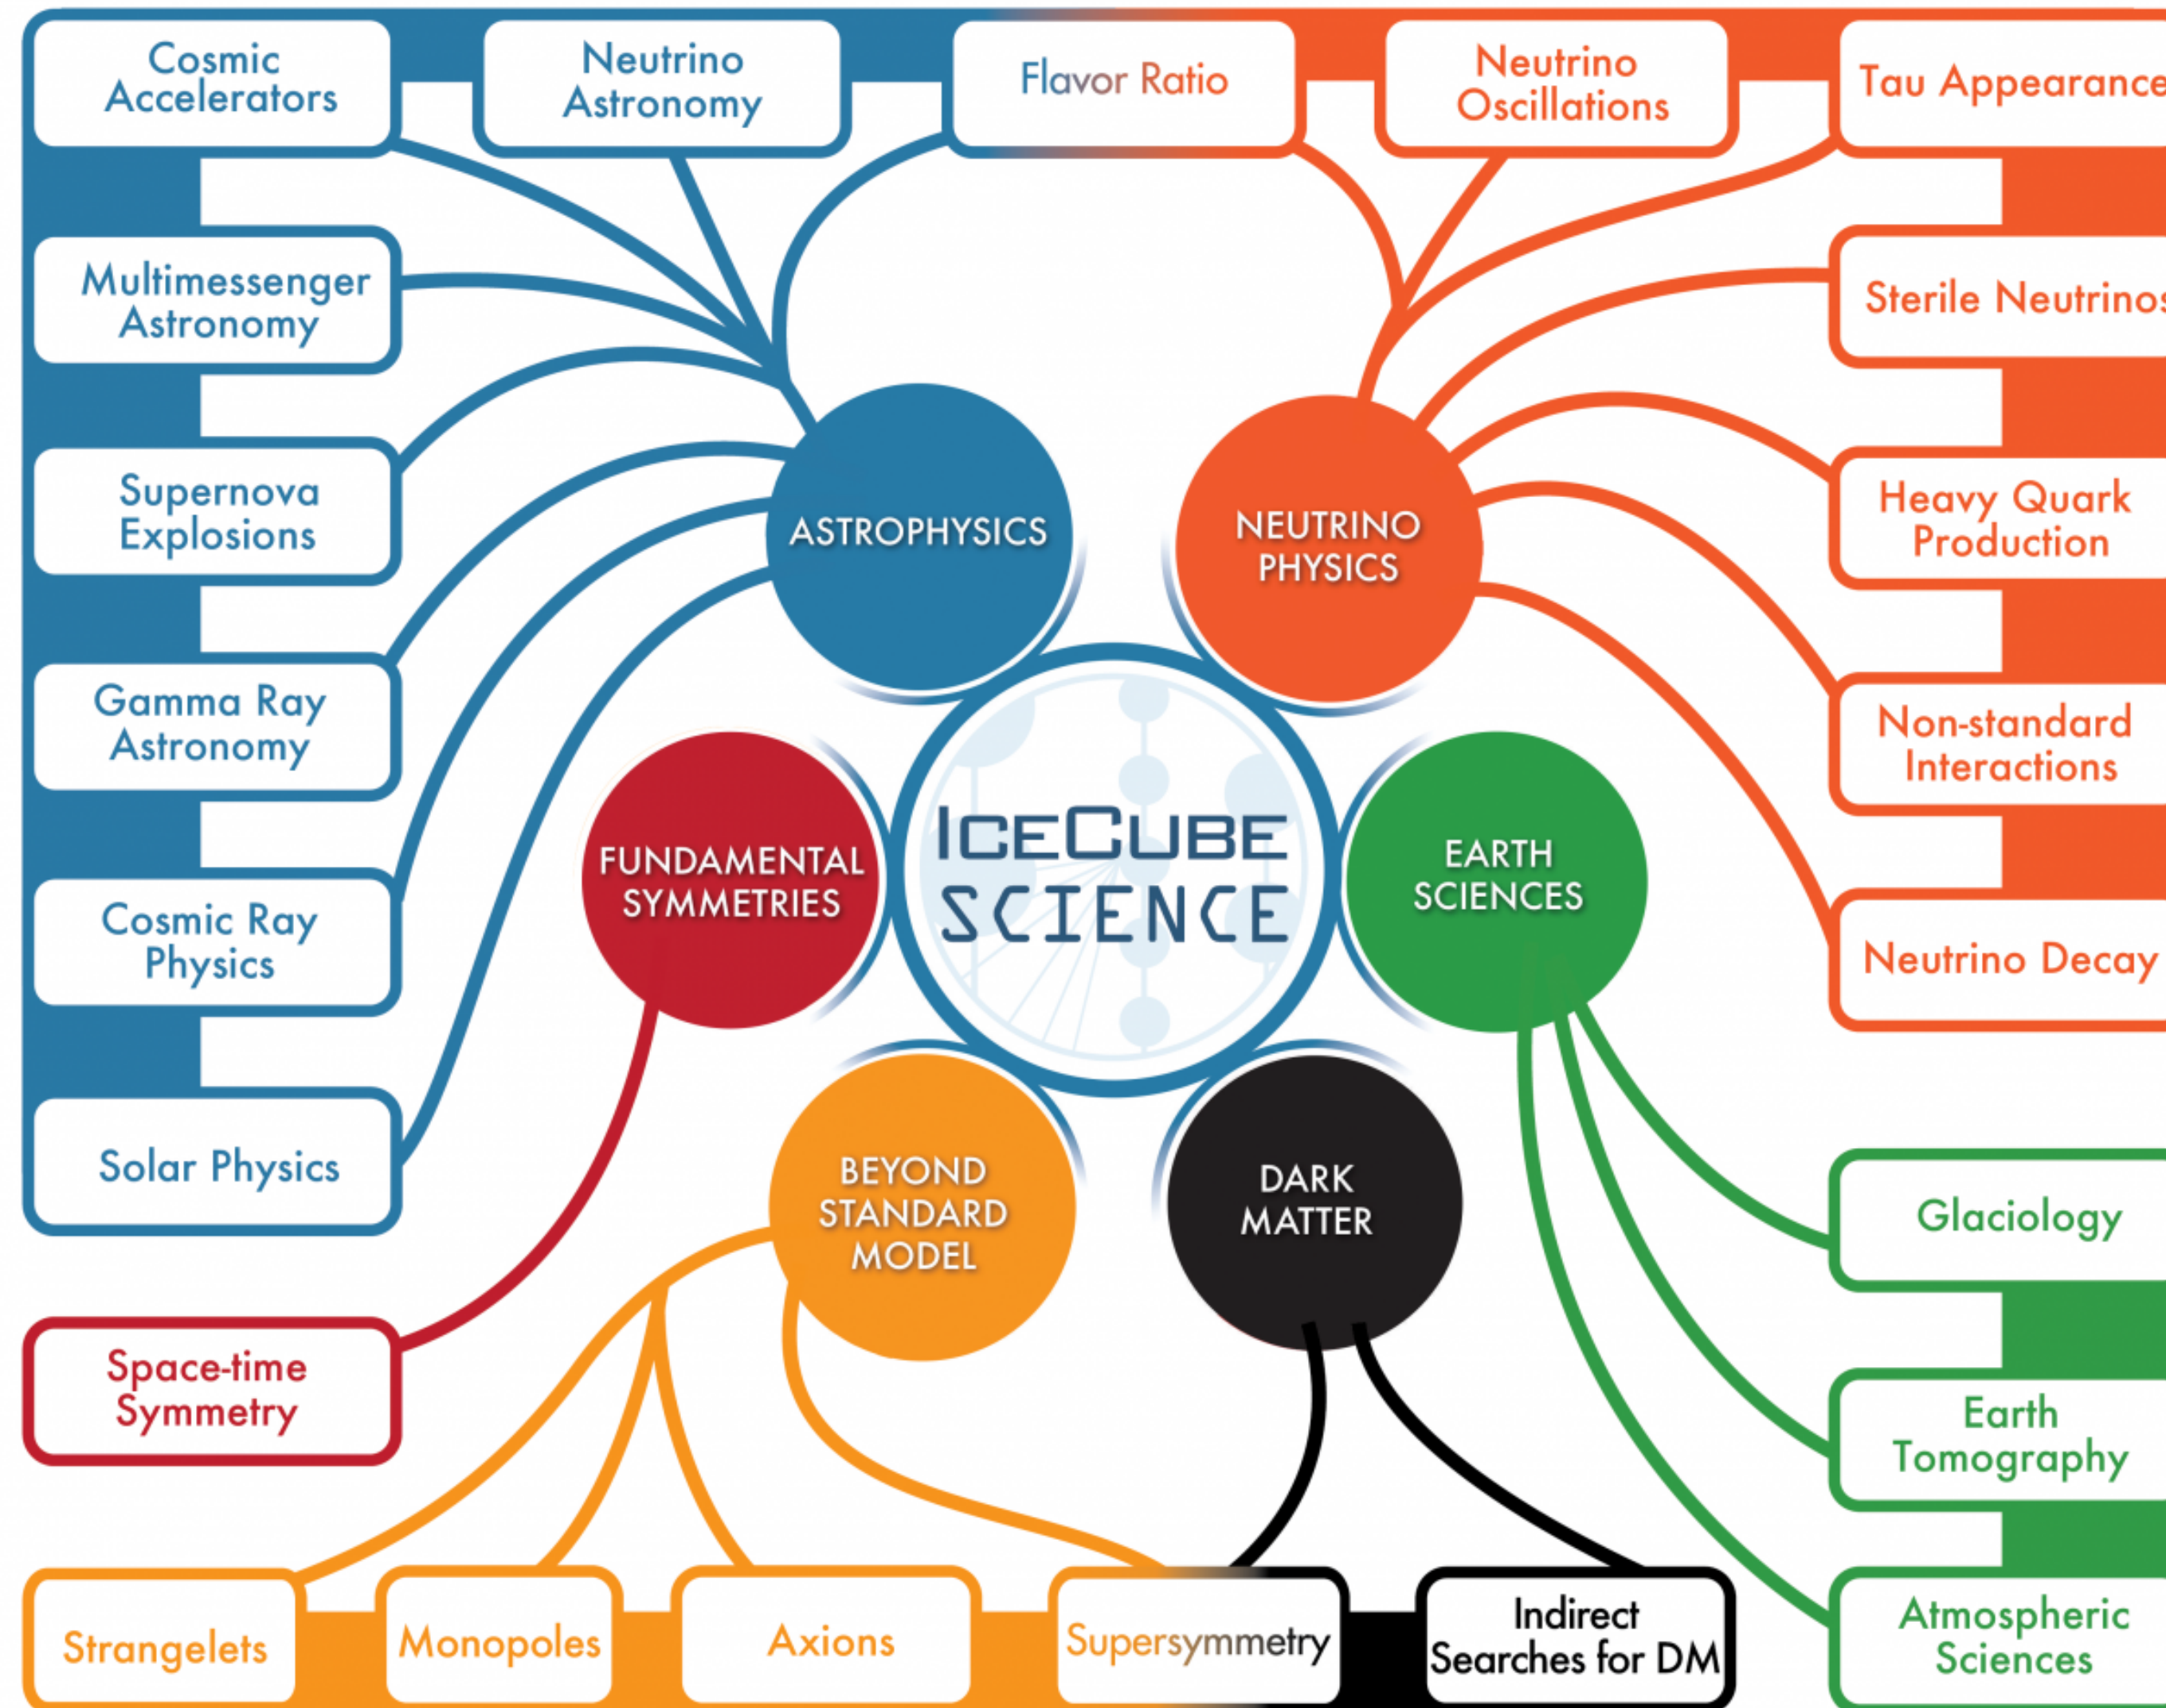 Cosmic
Accelerators
Neutrino
Astronomy
Flavor Ratio
Neutrino
Oscillations
Tau Appearance
Multimessenger
Astronomy
Sterile Neutrinos
Supernova
Explosions
ASTROPHYSICS
NEUTRINO
PHYSICS
Heavy Quark
Production
Gamma Ray
Astronomy
Non-standard
Interactions
FUNDAMENTAL
SYMMETRIES
ICECUBE
SCIENCE
EARTH
SCIENCES
Cosmic Ray
Physics
Neutrino Decay
Solar Physics
BEYOND
STANDARD
MODEL
DARK
MATTER
Glaciology
Space-time
Symmetry
Earth
Tomography
Strangelets
Monopoles
Axions
Supersymmetry
Indirect
Searches for DM
Atmospheric
Sciences